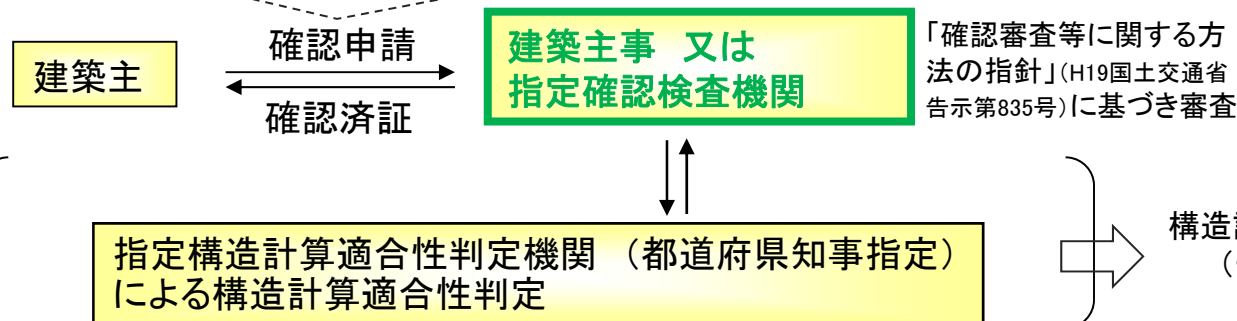 建築主
確認申請
確認済証
建築主事 又は
指定確認検査機関
「確認審査等に関する方
法の指針」(H19国土交通省
告示第835号)に基づき審査
指定構造計算適合性判定機関 (都道府県知事指定)
による構造計算適合性判定
構造
(